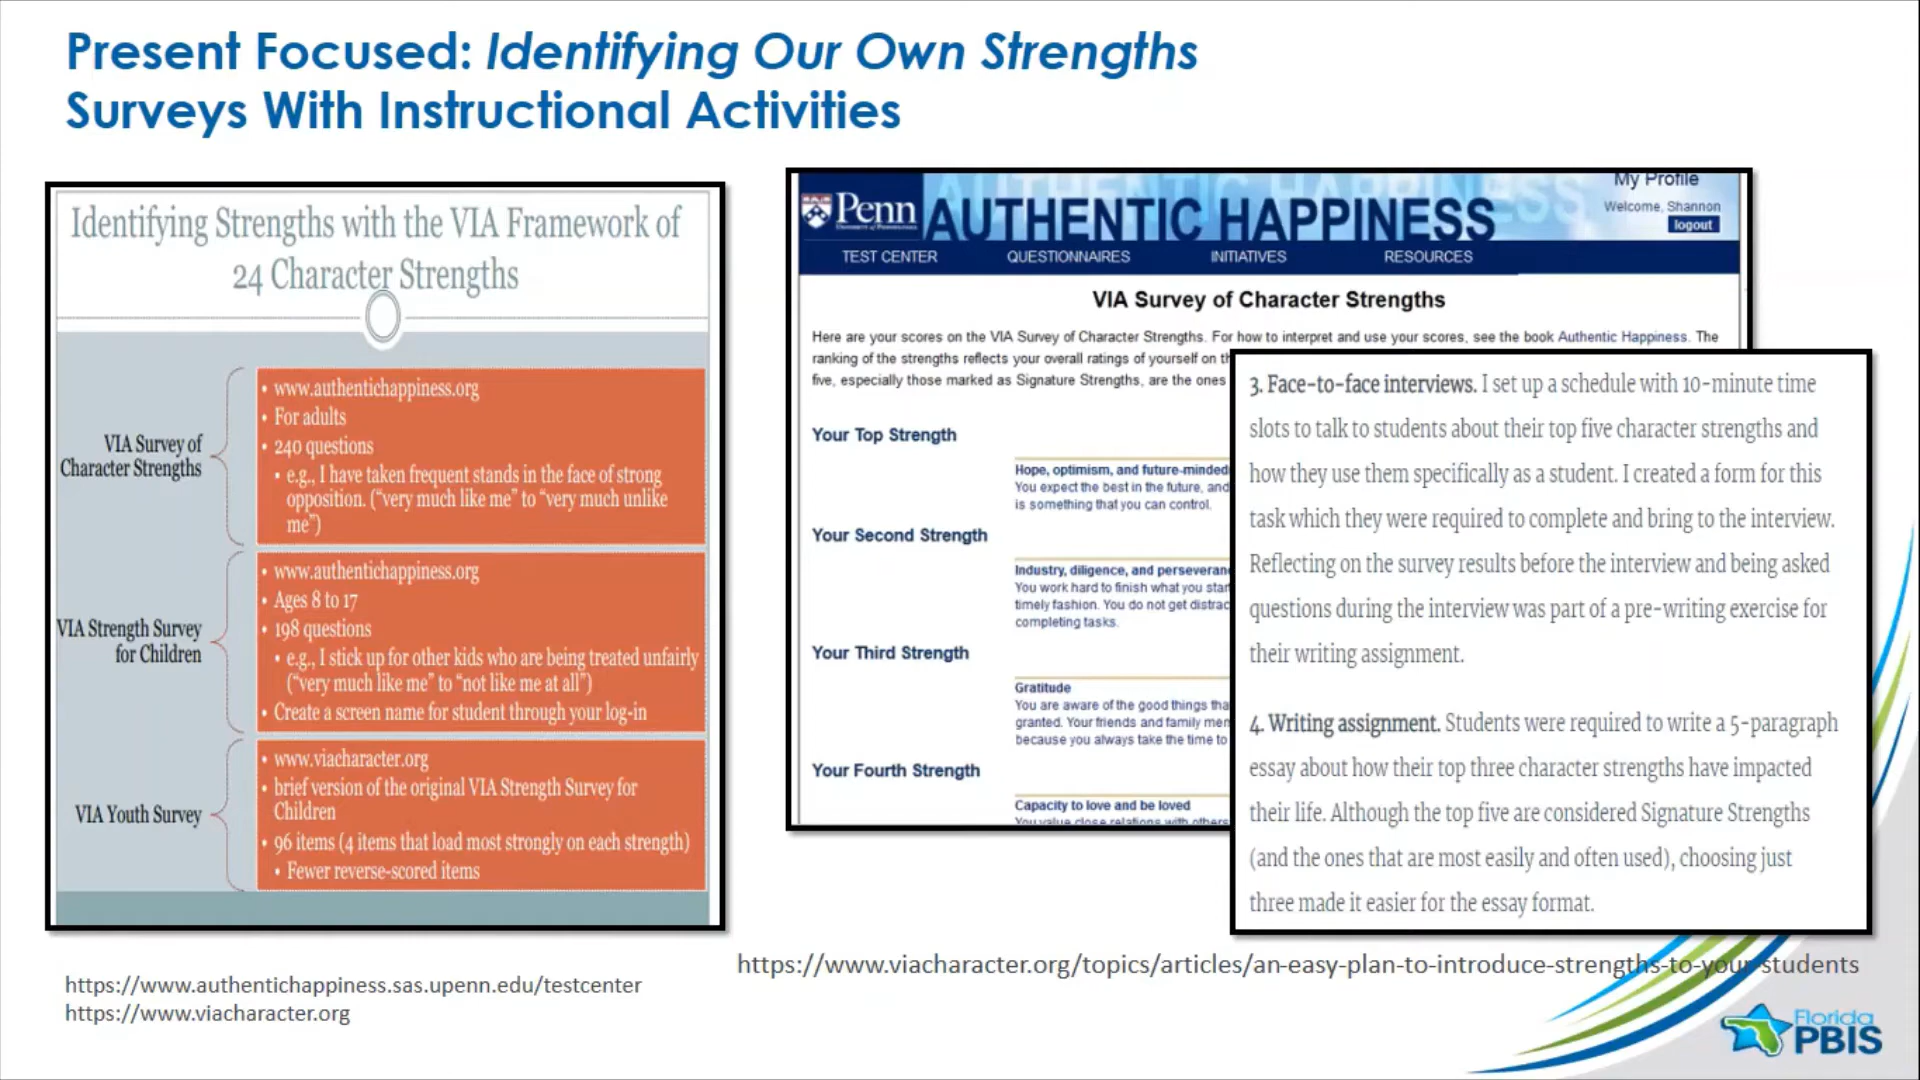 Present Focused: Identifying Our Own Strengths
Surveys With Instructional Activities
Identifying Strengths with the VIA Framework of
24 Character Strengths
VIA Survey of
Character Strengths
• www.authentichappiness.org
• For adults
• 240 questions
• e.g., I have taken frequent stands in the face of strong
opposition. (“very much like me” to “very much unlike
me”)
VIA Strength Survey
for Children
• www.authentichappiness.org
• Ages 8 to 17
• 198 questions
• e.g., I stick up for other kids who are being treated unfairly
(“very much like me” to “not like me at all”)
• Create a screen name for student through your log-in
VIA Youth Survey
• www.viacharacter.org
• brief version of the original VIA Strength Survey for
Children
• 96 items (4 items that load most strongly on each strength)
• Fewer reverse-scored items
https://www.authentichappiness.sas.upenn.edu/testcenter
https://www.viacharacter.org
Penn
UNIVERSITY of PENNSYLVANIA
AUTHENTIC HAPPINESS
My Profile
Welcome, Shannon
logout
TEST CENTER QUESTIONNAIRES INITIATIVES RESOURCES
VIA Survey of Character Strengths
Here are your scores on the VIA Survey of Character Strengths. For how to interpret and use your scores, see the book Authentic Happiness. The
ranking of the strengths reflects your overall ratings of yourself on th
five, especially those marked as Signature Strengths, are the ones
Your Top Strength
Hope, optimism, and future-minded
You expect the best in the future, and
is something that you can control.
Your Second Strength
Industry, diligence, and perseveran
You work hard to finish what you star
timely fashion. You do not get distrac
completing tasks.
Your Third Strength
Gratitude
You are aware of the good things tha
granted. Your friends and family mem
because you always take the time to
Your Fourth Strength
Capacity to love and be loved
You value close relations with others
3. Face-to-face interviews. I set up a schedule with 10-minute time
slots to talk to students about their top five character strengths and
how they use them specifically as a student. I created a form for this
task which they were required to complete and bring to the interview.
Reflecting on the survey results before the interview and being asked
questions during the interview was part of a pre-writing exercise for
their writing assignment.
4. Writing assignment. Students were required to write a 5-paragraph
essay about how their top three character strengths have impacted
their life. Although the top five are considered Signature Strengths
(and the ones that are most easily and often used), choosing just
three made it easier for the essay format.
https://www.viacharacter.org/topics/articles/an-easy-plan-to-introduce-strengths-to-your-students
Florida
PBIS